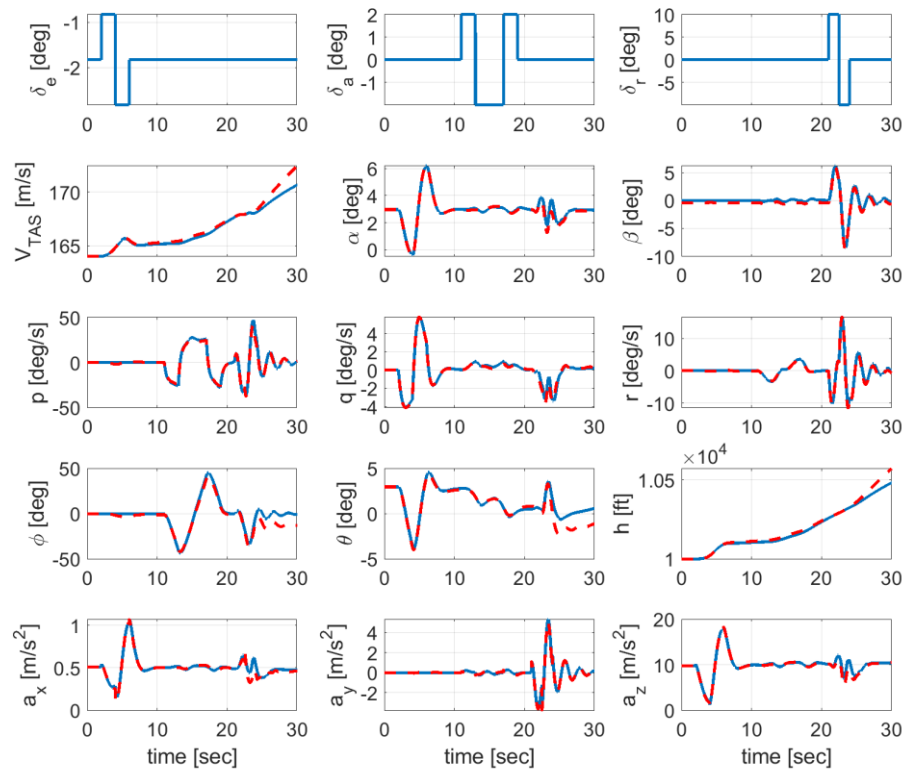 δe [deg]
-1
-2
0 10 20 30
δa [deg]
2
1
0
-1
0 10 20 30
δr [deg]
10
5
0
-5
0 10 20 30
VTAS [m/s]
170
165
0 10 20 30
α [deg]
6
4
2
0
0 10 20 30
β [deg]
5
0
-5
-10
0 10 20 30
p [deg/s]
50
0
-50
0 10 20 30
q [deg/s]
4
2
0
-2
-4
0 10 20 30
r [deg/s]
10
0
-10
0 10 20 30
ϕ [deg]
50
0
-50
0 10 20 30
θ [deg]
5
0
-5
0 10 20 30
×10⁴
h [ft]
1.05
1
0 10 20 30
ax [m/s²]
1
0.5
0
0 10 20 30
time [sec]
ay [m/s²]
4
2
0
-2
0 10 20 30
time [sec]
az [m/s²]
20
10
0
0 10 20 30
time [sec]